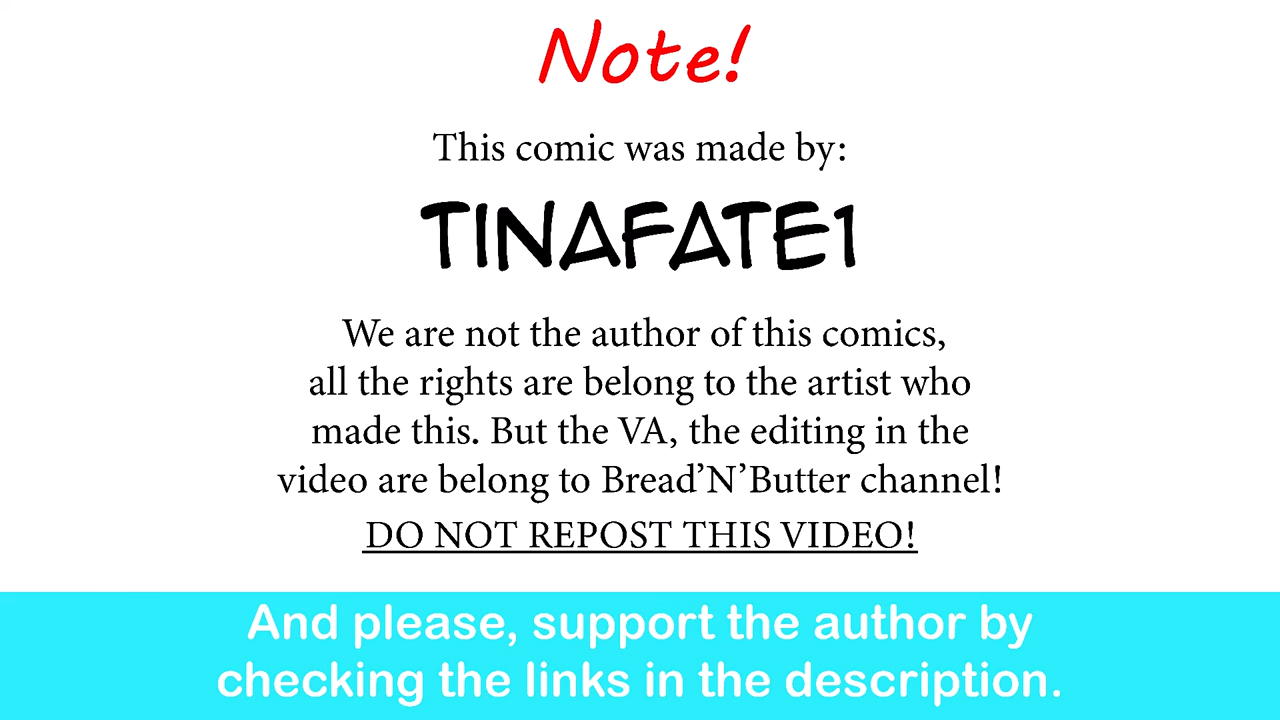 Note!
This comic was made by:
TINAFATE1
We are not the author of this comics,
all the rights are belong to the artist who
made this. But the VA, the editing in the
video are belong to Bread’N’Butter channel!
DO NOT REPOST THIS VIDEO!
And please, support the author by
checking the links in the description.